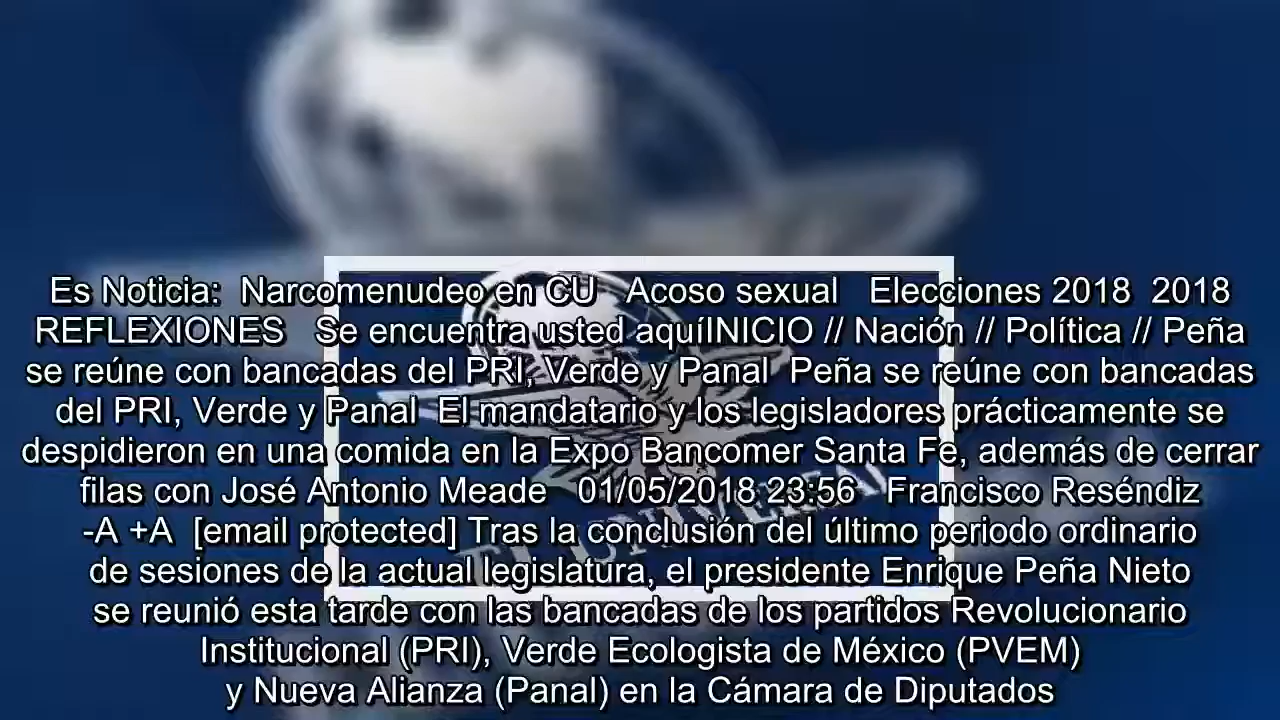 Es Noticia:  Narcomenudeo en CU   Acoso sexual   Elecciones 2018  2018
REFLEXIONES   Se encuentra usted aquíINICIO // Nación // Política // Peña
se reúne con bancadas del PRI, Verde y Panal  Peña se reúne con bancadas
del PRI, Verde y Panal  El mandatario y los legisladores prácticamente se
despidieron en una comida en la Expo Bancomer Santa Fe, además de cerrar
filas con José Antonio Meade   01/05/2018 23:56   Francisco Reséndiz
-A +A  [email protected] Tras la conclusión del último periodo ordinario
de sesiones de la actual legislatura, el presidente Enrique Peña Nieto
se reunió esta tarde con las bancadas de los partidos Revolucionario
Institucional (PRI), Verde Ecologista de México (PVEM)
y Nueva Alianza (Panal) en la Cámara de Diputados
EL UNIVERSAL